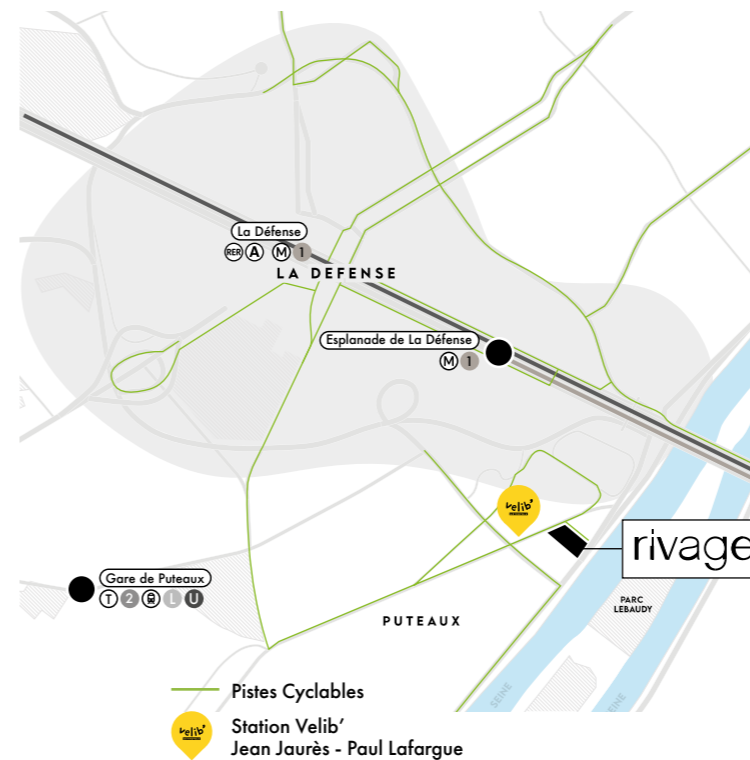 La Défense
RER A M 1
LA DEFENSE
Esplanade de La Défense
M 1
velib'
rivage
Gare de Puteaux
T 2 L U
PUTEAUX
PARC
LEBAUDY
SEINE
SEINE
Pistes Cyclables
velib'
Station Velib'
Jean Jaurès - Paul Lafargue